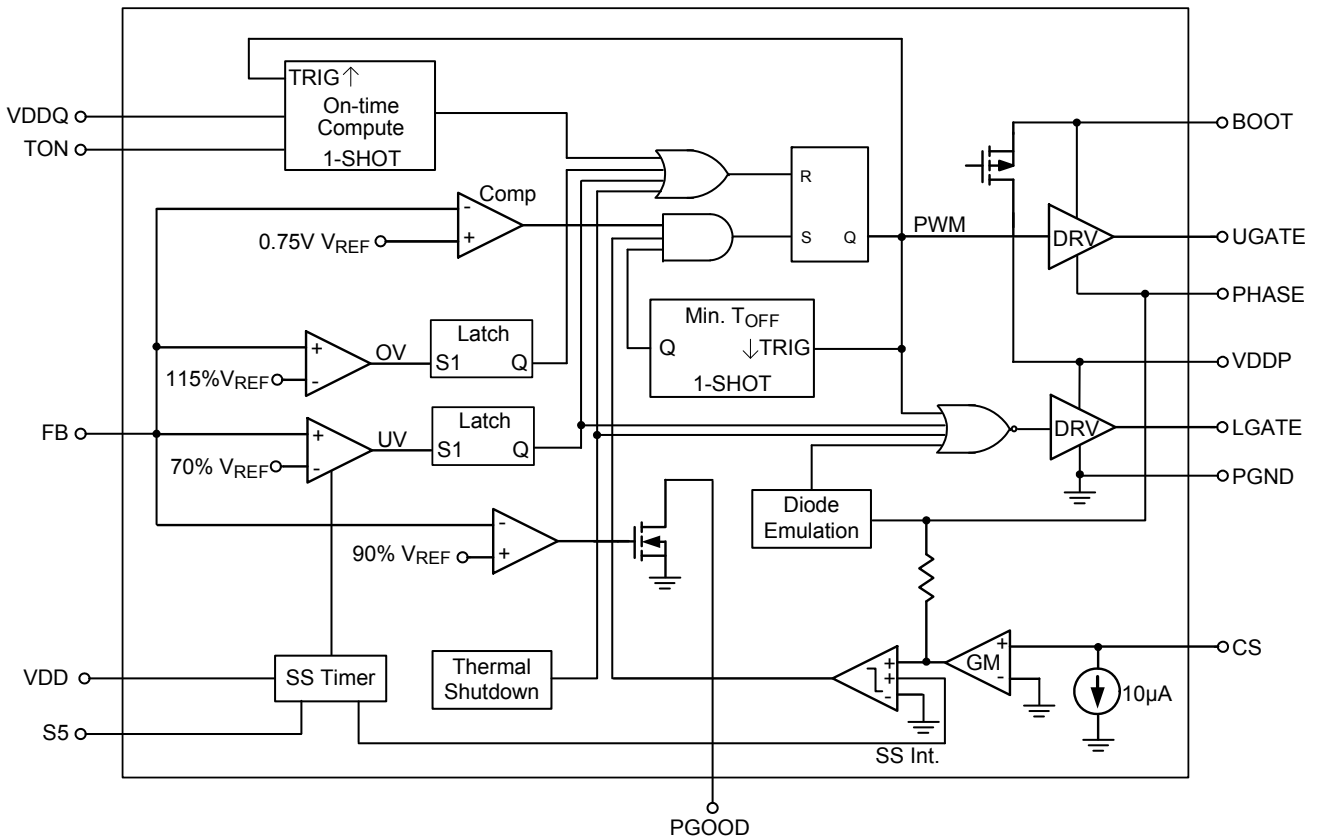 TRIG↑
On-time
Compute
1-SHOT
VDDQ
TON
BOOT
Comp
R
S Q
0.75V VREF
+
-
PWM
DRV
UGATE
PHASE
Min. TOFF
Q ↓TRIG
1-SHOT
+
-
OV
Latch
S1 Q
115%VREF
VDDP
FB
+
-
UV
Latch
S1 Q
70% VREF
DRV
LGATE
PGND
Diode
Emulation
-
+
90% VREF
VDD
S5
SS Timer
Thermal
Shutdown
+
+
-
GM
+
-
CS
10µA
SS Int.
PGOOD